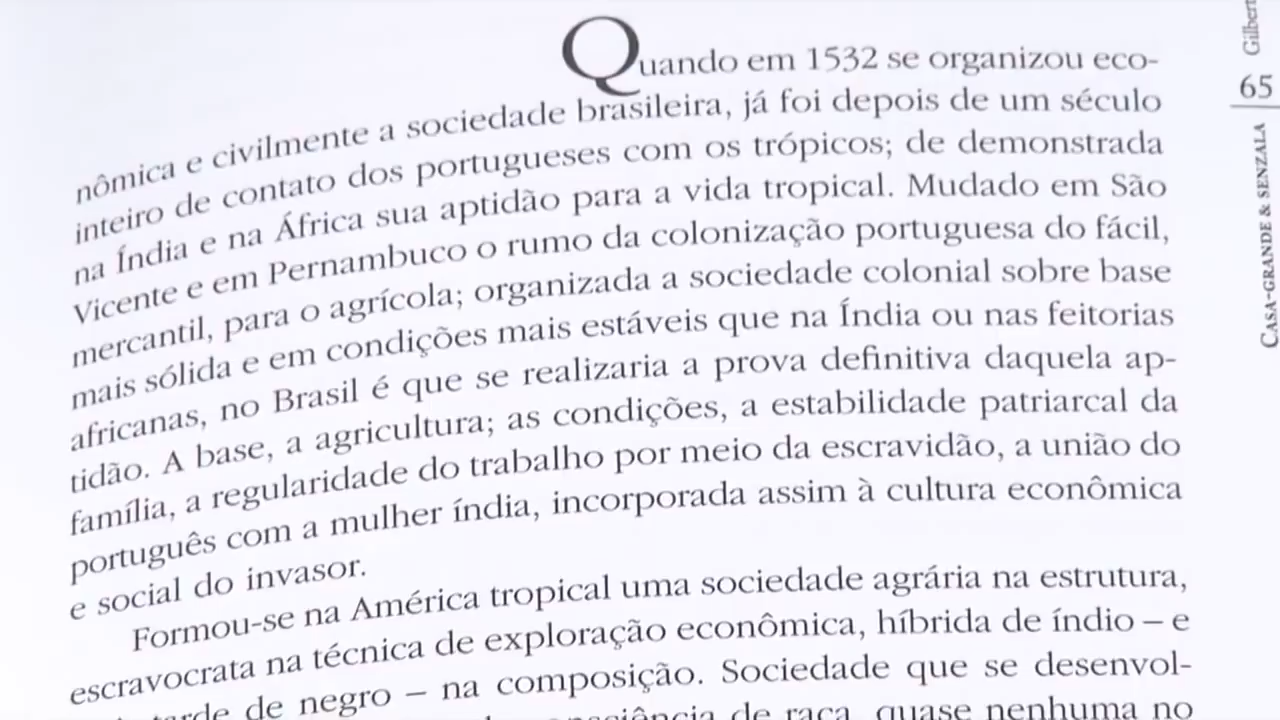 Quando em 1532 se organizou eco-
nômica e civilmente a sociedade brasileira, já foi depois de um século
inteiro de contato dos portugueses com os trópicos; de demonstrada
na Índia e na África sua aptidão para a vida tropical. Mudado em São
Vicente e em Pernambuco o rumo da colonização portuguesa do fácil,
mercantil, para o agrícola; organizada a sociedade colonial sobre base
mais sólida e em condições mais estáveis que na Índia ou nas feitorias
africanas, no Brasil é que se realizaria a prova definitiva daquela ap-
tidão. A base, a agricultura; as condições, a estabilidade patriarcal da
família, a regularidade do trabalho por meio da escravidão, a união do
português com a mulher índia, incorporada assim à cultura econômica
e social do invasor.
Formou-se na América tropical uma sociedade agrária na estrutura,
escravocrata na técnica de exploração econômica, híbrida de índio – e
tarde de negro – na composição. Sociedade que se desenvol-
de raça, quase nenhuma no
Gilbert
65
CASA-GRANDE & SENZALA